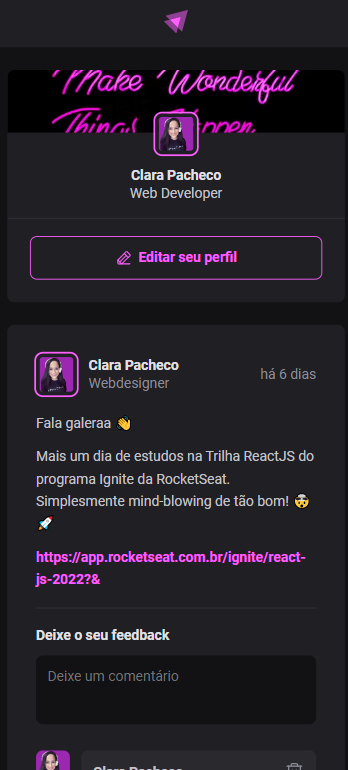 Make Wonderful
Things Happen
Clara Pacheco
Web Developer
Editar seu perfil
Clara Pacheco
Webdesigner
há 6 dias
Fala galeraa 👋
Mais um dia de estudos na Trilha ReactJS do
programa Ignite da RocketSeat.
Simplesmente mind-blowing de tão bom! 🤯
🚀
https://app.rocketseat.com.br/ignite/react-
js-2022?&
Deixe o seu feedback
Deixe um comentário
Clara Pacheco